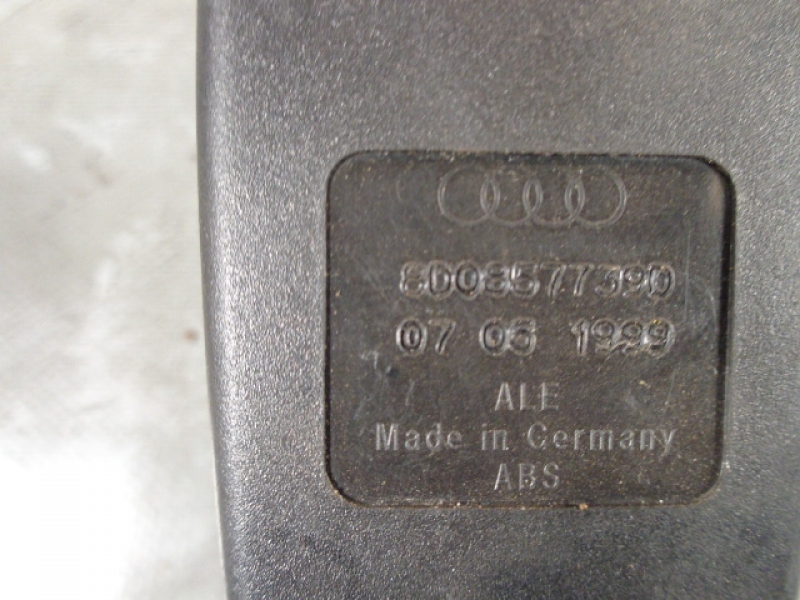 8D0857739D
07 05 1999
ALE
Made in Germany
ABS